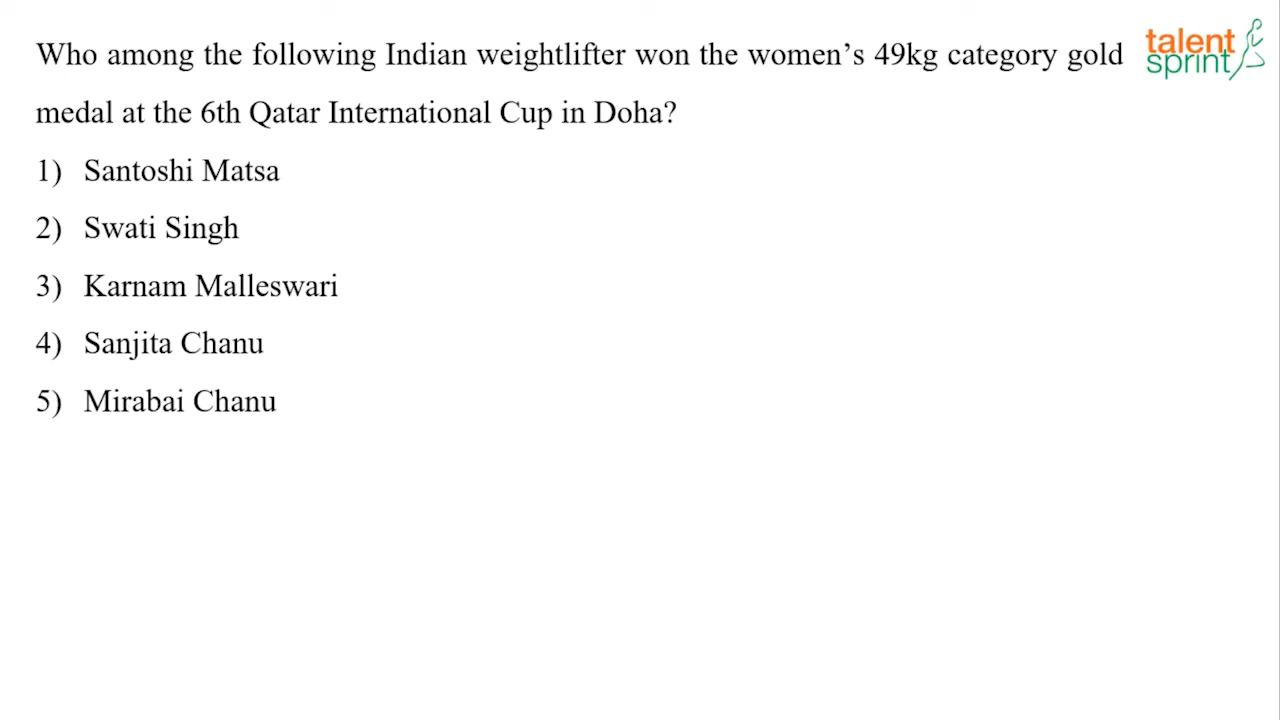 Who among the following Indian weightlifter won the women’s 49kg category gold
medal at the 6th Qatar International Cup in Doha?
1) Santoshi Matsa
2) Swati Singh
3) Karnam Malleswari
4) Sanjita Chanu
5) Mirabai Chanu
talent
sprint